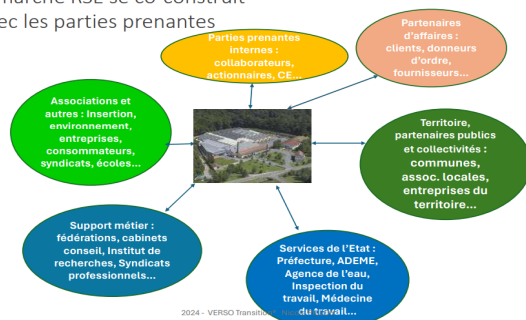 marche RSE se co-construit
ec les parties prenantes
Parties prenantes
internes :
collaborateurs,
actionnaires, CE...
Partenaires
d'affaires :
clients, donneurs
d'ordre,
fournisseurs...
Associations et
autres : Insertion,
environnement,
entreprises,
consommateurs,
syndicats, écoles...
Territoire,
partenaires publics
et collectivités :
communes,
assoc. locales,
entreprises du
territoire...
Support métier :
fédérations, cabinets
conseil, Institut de
recherches, Syndicats
professionnels...
Services de l'Etat :
Préfecture, ADEME,
Agence de l'eau,
Inspection du
travail, Médecine
du travail...
2024 - VERSO Transition